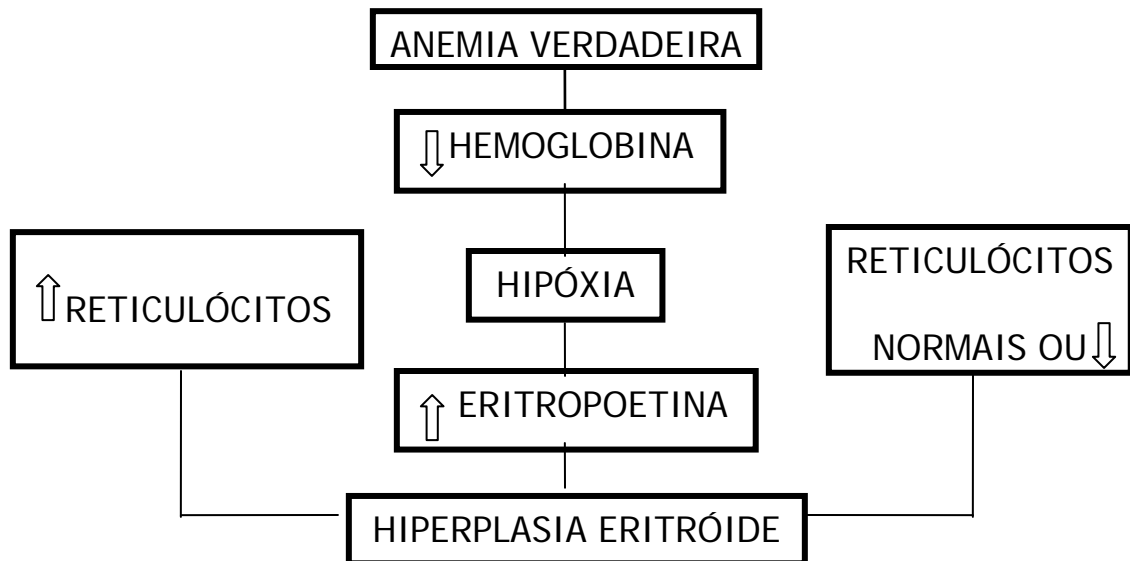 ANEMIA VERDADEIRA
⇩ HEMOGLOBINA
HIPÓXIA
⇧ RETICULÓCITOS
RETICULÓCITOS
NORMAIS OU ⇩
⇧ ERITROPOETINA
HIPERPLASIA ERITRÓIDE